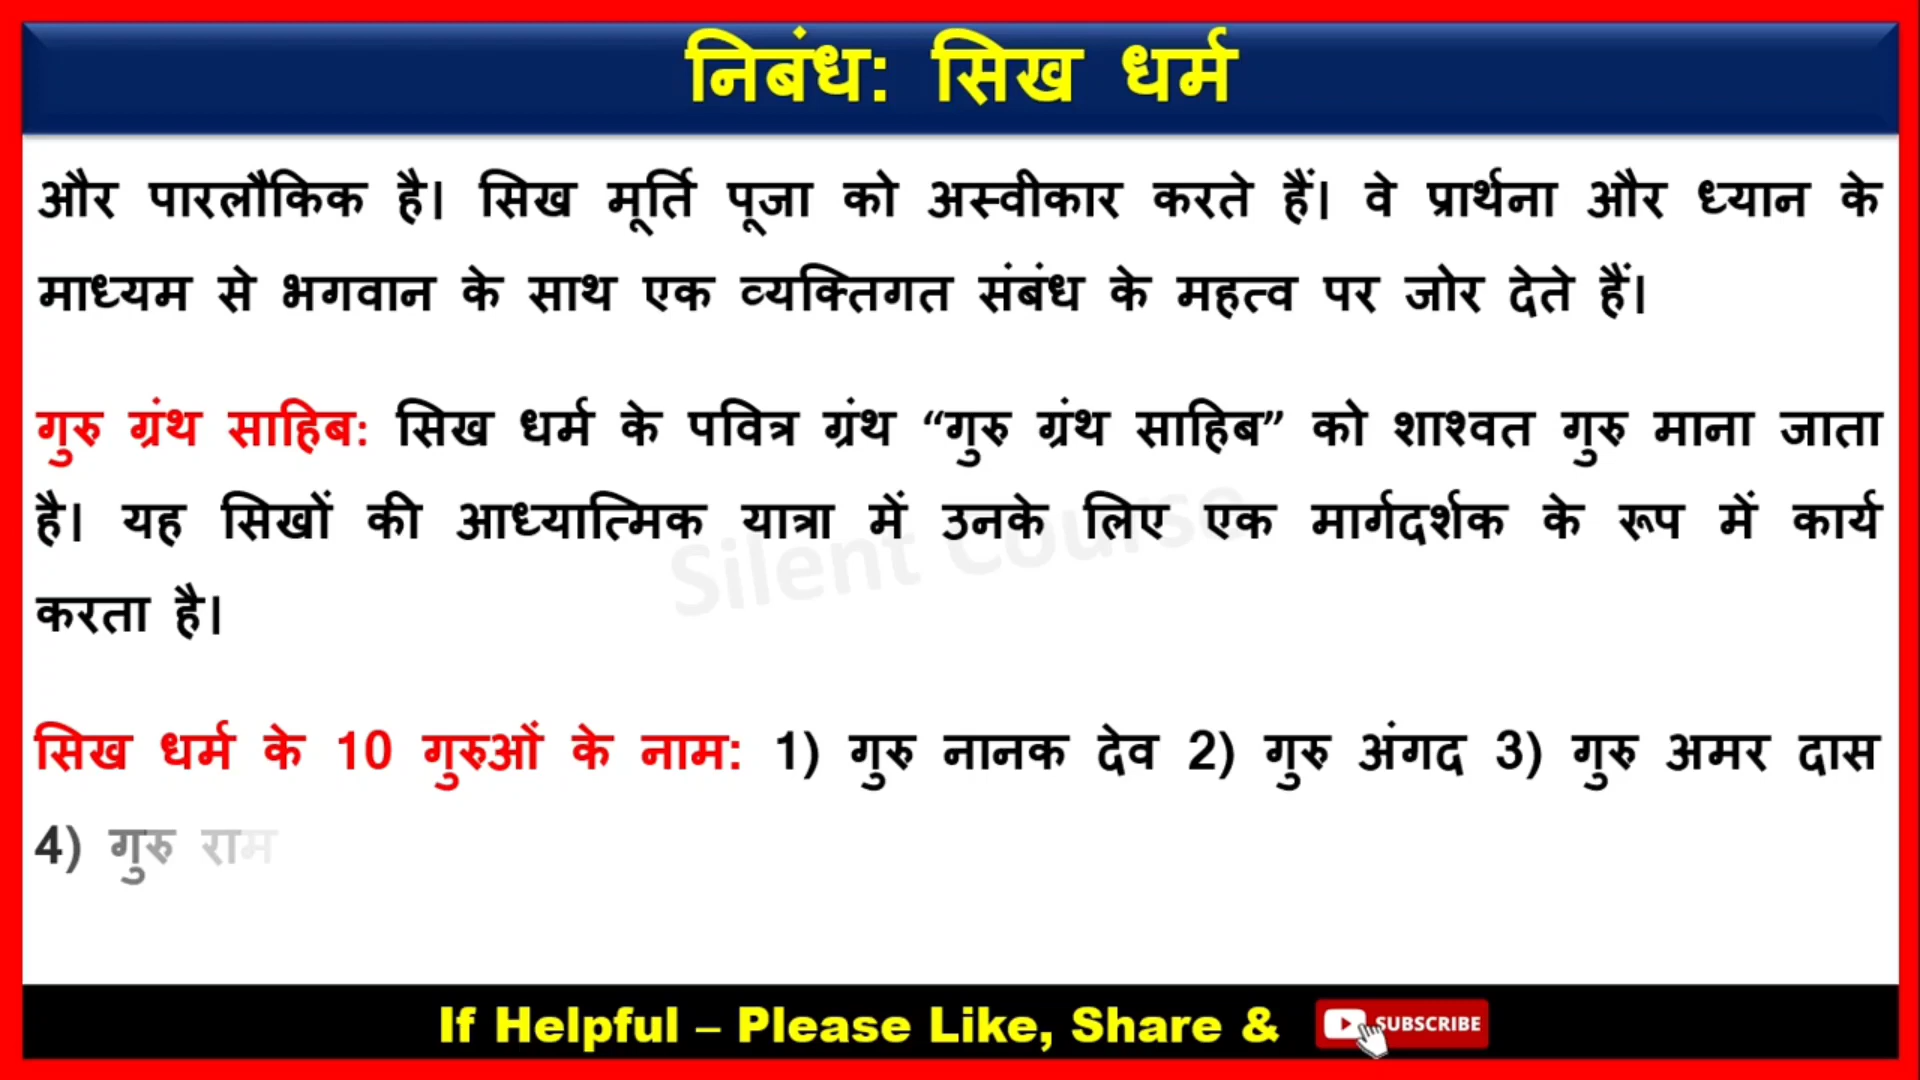 निबंध: सिख धर्म
और पारलौकिक है। सिख मूर्ति पूजा को अस्वीकार करते हैं। वे प्रार्थना और ध्यान के
माध्यम से भगवान के साथ एक व्यक्तिगत संबंध के महत्व पर जोर देते हैं।
गुरु ग्रंथ साहिब: सिख धर्म के पवित्र ग्रंथ “गुरु ग्रंथ साहिब” को शाश्वत गुरु माना जाता
है। यह सिखों की आध्यात्मिक यात्रा में उनके लिए एक मार्गदर्शक के रूप में कार्य
Silent Course
करता है।
सिख धर्म के 10 गुरुओं के नाम: 1) गुरु नानक देव 2) गुरु अंगद 3) गुरु अमर दास
4) गुरु राम
If Helpful – Please Like, Share & SUBSCRIBE